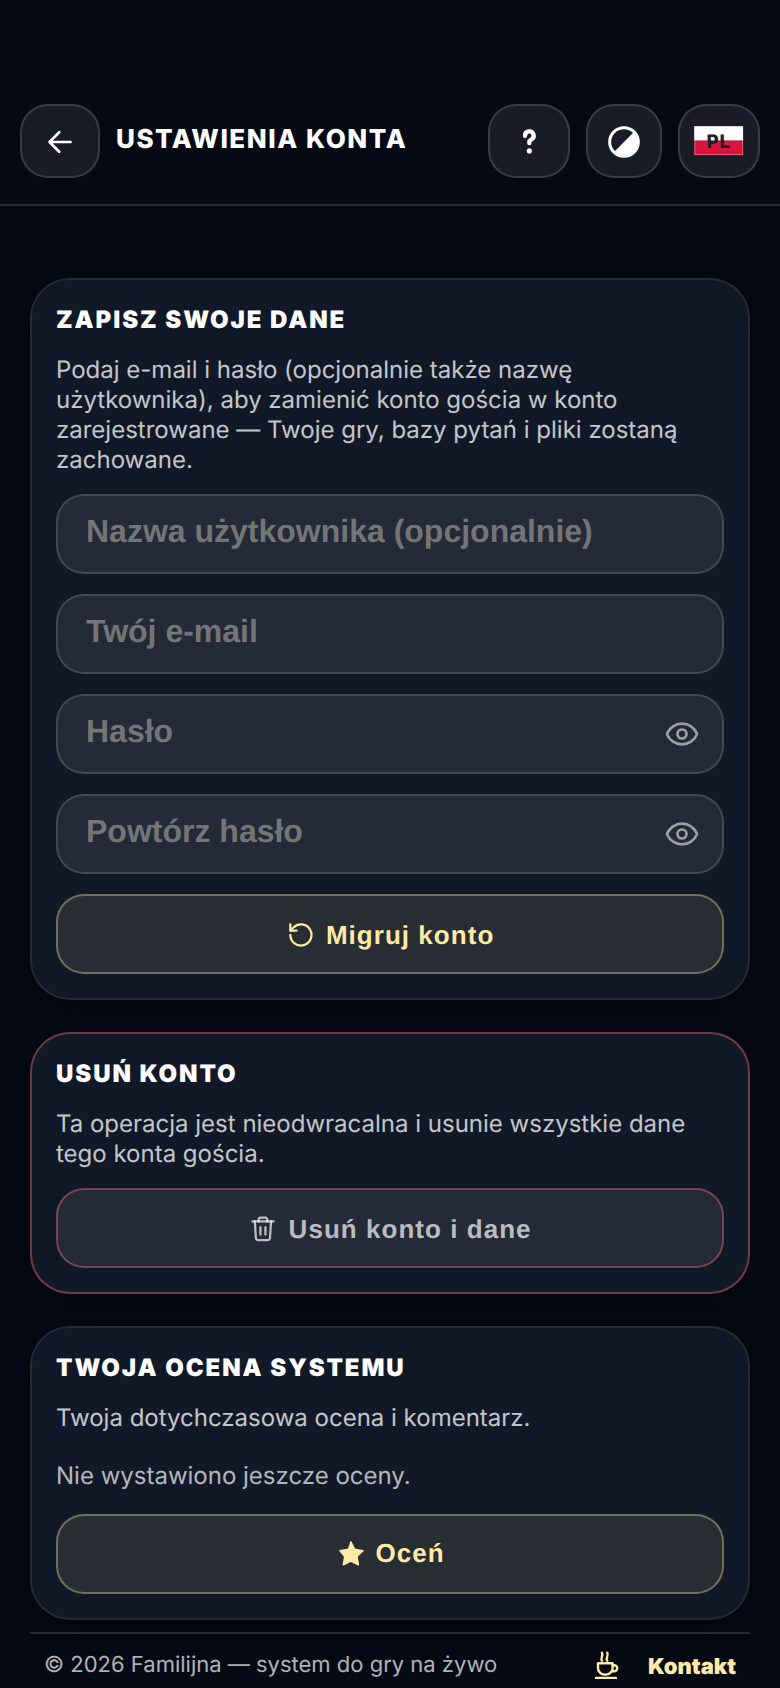 USTAWIENIA KONTA
?
PL
ZAPISZ SWOJE DANE
Podaj e-mail i hasło (opcjonalnie także nazwę
użytkownika), aby zamienić konto gościa w konto
zarejestrowane — Twoje gry, bazy pytań i pliki zostaną
zachowane.
Nazwa użytkownika (opcjonalnie)
Twój e-mail
Hasło
Powtórz hasło
Migruj konto
USUŃ KONTO
Ta operacja jest nieodwracalna i usunie wszystkie dane
tego konta gościa.
Usuń konto i dane
TWOJA OCENA SYSTEMU
Twoja dotychczasowa ocena i komentarz.
Nie wystawiono jeszcze oceny.
Oceń
© 2026 Familijna — system do gry na żywo
Kontakt